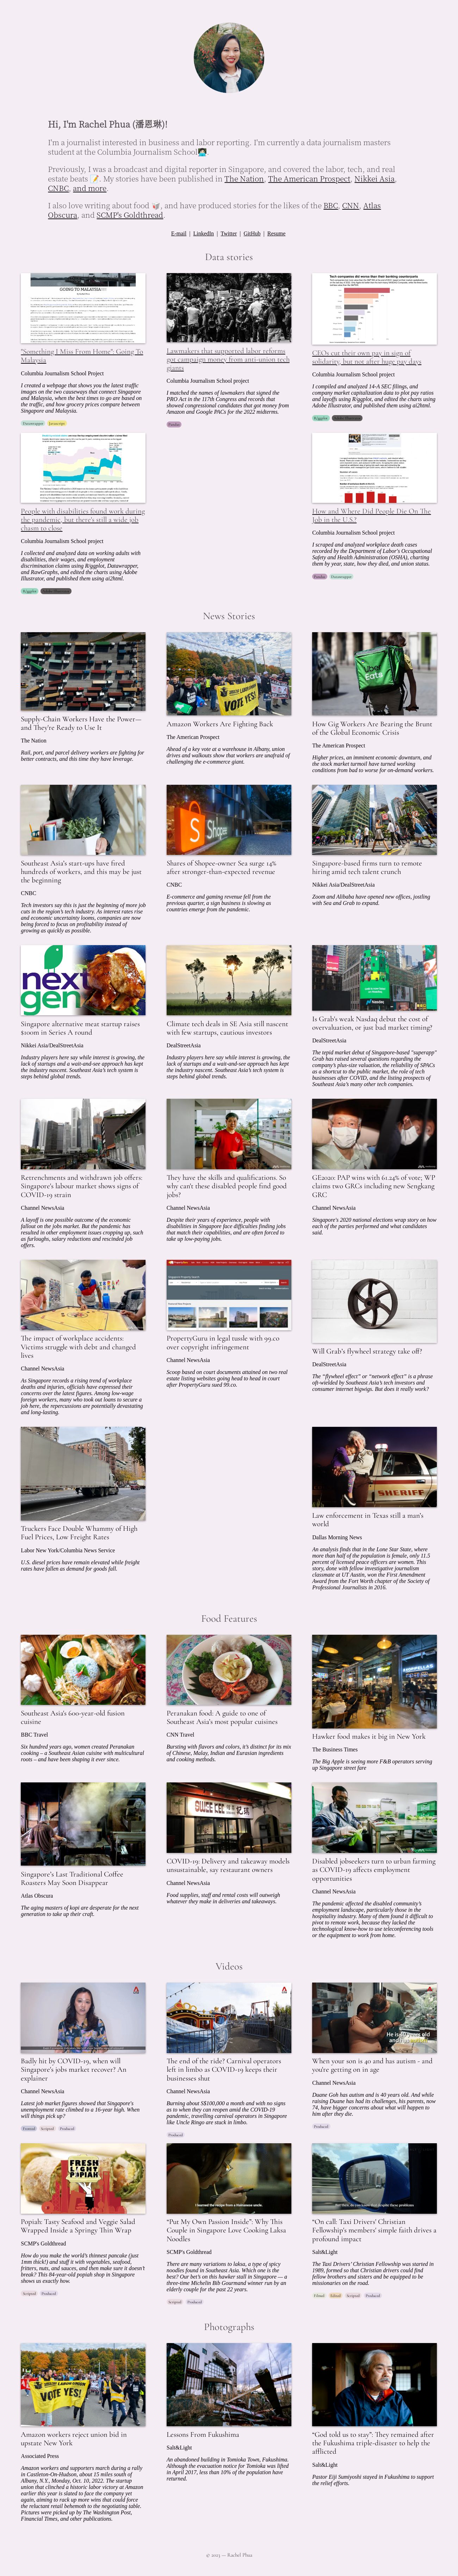 Hi, I'm Rachel Phua (潘恩琳)!
I'm a journalist interested in business and labor reporting. I'm currently a data journalism masters
student at the Columbia Journalism School
Previously, I was a broadcast and digital reporter in Singapore, and covered the labor, tech, and real
estate beats 📝. My stories have been published in The Nation, The American Prospect, Nikkei Asia,
CNBC, and more.
I also love writing about food 🥡, and have produced stories for the likes of the BBC, CNN, Atlas
Obscura, and SCMP's Goldthread.
E-mail | LinkedIn | Twitter | GitHub | Resume
Data stories
"Something I Miss From Home": Going To
Malaysia
Columbia Journalism School Project
I created a webpage that shows you the latest traffic
images on the two causeways that connect Singapore
and Malaysia, when the best times to go are based on
the traffic, and how grocery prices compare between
Singapore and Malaysia.
Datawrapper Javascript
Lawmakers that supported labor reforms
got campaign money from anti-union tech
giants
Columbia Journalism School project
I matched the names of lawmakers that signed the
PRO Act in the 117th Congress and records that
showed congressmembers accepting money from
Amazon and Google PACs for the 2022 midterms.
Pandas
CEOs cut their own pay in sign of
solidarity, but not after huge pay days
Columbia Journalism School project
I compiled and analyzed 14-A SEC filings, and
company market capitalization data to plot pay ratios
and layoffs using Rygglot, and edited the charts using
Adobe Illustrator, and published them using ai2html.
People with disabilities found work during
the pandemic, but there's still a wide job
chasm to close
Columbia Journalism School project
I collected and analyzed data on working adults with
disabilities, their wages, and employment
discrimination claims using R/ggplot, Datawrapper,
and RawGraphs, and edited the charts using Adobe
Illustrator, and published them using ai2html.
How and Where Did People Die On The
Job in the U.S.?
Columbia Journalism School project
I scraped and analyzed workplace death cases
recorded by the Department of Labor's Occupational
Safety and Health Administration (OSHA), charting
them by year, state, how they died, and union status.
Pandas Datawrapper
News Stories
Supply-Chain Workers Have the Power—
and They're Ready to Use It
The Nation
Rail, port, and parcel delivery workers are fighting for
better contracts, and this time they have leverage.
Amazon Workers Are Fighting Back
The American Prospect
Ahead of a key vote at a warehouse in Albany, union
drives and walkouts show that workers are unafraid of
challenging the e-commerce giant.
How Gig Workers Are Bearing the Brunt
of the Global Economic Crisis
The American Prospect
Higher prices, an imminent economic downturn, and
the stock market turmoil have turned working
conditions from bad to worse for on-demand workers.
Southeast Asia's start-ups have fired
hundreds of workers, and this may be just
the beginning
CNBC
Tech investors say this is just the beginning of more job
cuts in the region's tech industry. As interest rates rise
and economic uncertainty looms, companies are now
being forced to focus on profitability instead of
growing as quickly as possible.
Shares of Shopee-owner Sea surge 14%
after stronger-than-expected revenue
CNBC
E-commerce and gaming revenue fell from the
previous quarter, a sign business is slowing as
countries emerge from the pandemic.
Singapore-based firms turn to remote
hiring amid tech talent crunch
Nikkei Asia/DealStreetAsia
Zoom and Alibaba have opened new offices, jostling
with Sea and Grab to expand.
Singapore alternative meat startup raises
$100m in Series A round
Nikkei Asia/DealStreetAsia
Industry players here say while interest is growing, the
lack of startups and a wait-and-see approach has kept
the industry nascent. Southeast Asia's tech system is
steps behind global trends.
Climate tech deals in SE Asia still nascent
with few startups, cautious investors
DealStreetAsia
Industry players here say while interest is growing, the
lack of startups and a wait-and-see approach has kept
the industry nascent. Southeast Asia's tech system is
steps behind global trends.
Is Grab's weak Nasdaq debut the cost of
overvaluation, or just bad market timing?
DealStreetAsia
The tepid market debut of Singapore-based "superapp"
Grab has raised several questions regarding the
company's plus-size valuation, the reliability of SPACs
as a shortcut to the public market, the role of tech
businesses after COVID, and the listing prospects of
Southeast Asia's many other tech companies.
Retrenchments and withdrawn job offers:
Singapore's labour market shows signs of
COVID-19 strain
Channel NewsAsia
A layoff is one possible outcome of the economic
fallout on the job market. But the pandemic has
resulted in other employment issues cropping up, such
as furloughs, salary reductions and rescinded job
offers.
They have the skills and qualifications. So
why can't these disabled people find good
jobs?
Channel NewsAsia
Despite their years of experience, people with
disabilities in Singapore face difficulties finding jobs
that match their capabilities, and are often forced to
take up low-paying jobs.
GE2020: PAP wins with 61.24% of vote; WP
claims two GRCs including new Sengkang
GRC
Channel NewsAsia
Singapore's 2020 national elections wrap story on how
each of the parties performed and what candidates
said.
The impact of workplace accidents:
Victims struggle with debt and changed
lives
Channel NewsAsia
As Singapore records a rising trend of workplace
deaths and injuries, officials have expressed their
concerns over the latest figures. Among low-wage
foreign workers, many who took out loans to secure a
job here, the repercussions are potentially devastating
and long-lasting.
PropertyGuru in legal tussle with 99.co
over copyright infringement
Channel NewsAsia
Scoop based on court documents attained on two real
estate listing websites going head to head in court
after PropertyGuru sued 99.co.
Will Grab's flywheel strategy take off?
DealStreetAsia
The "flywheel effect" or "network effect" is a phrase
oft-wielded by Southeast Asia's tech investors and
consumer internet bigwigs. But does it really work?
Truckers Face Double Whammy of High
Fuel Prices, Low Freight Rates
Labor New York/Columbia News Service
U.S. diesel prices have remain elevated while freight
rates have fallen as demand for goods fall.
Law enforcement in Texas still a man's
world
Dallas Morning News
An analysis finds that in the Lone Star State, where
more than half of the population is female, only 11.5
percent of licensed peace officers are women. This
story, done with fellow investigative journalism
classmate at UT Austin, won the First Amendment
Award from the Fort Worth chapter of the Society of
Professional Journalists in 2016.
Food Features
Southeast Asia's 600-year-old fusion
cuisine
BBC Travel
Six hundred years ago, women created Peranakan
cooking – a Southeast Asian cuisine with multicultural
roots – and have been shaping it ever since.
Peranakan food: A guide to one of
Southeast Asia's most popular cuisines
CNN Travel
Bursting with flavors and colors, it's distinct for its mix
of Chinese, Malay, Indian and Eurasian ingredients
and cooking methods.
Hawker food makes it big in New York
The Business Times
The Big Apple is seeing more F&B operators serving
up Singapore street fare
Singapore's Last Traditional Coffee
Roasters May Soon Disappear
Atlas Obscura
The aging masters of kopi are desperate for the next
generation to take up their craft.
COVID-19: Delivery and takeaway models
unsustainable, say restaurant owners
Channel NewsAsia
Food supplies, staff and rental costs will outweigh
whatever they make in deliveries and takeaways.
Disabled jobseekers turn to urban farming
as COVID-19 affects employment
opportunities
Channel NewsAsia
The pandemic affected the disabled community's
employment landscape, particularly those in the
hospitality industry. Many of them found it difficult to
pivot to remote work, because they lacked the
technological know-how to use teleconferencing tools
or the equipment to work from home.
Videos
Badly hit by COVID-19, when will
Singapore's jobs market recover? An
explainer
Channel NewsAsia
Latest job market figures showed that Singapore's
unemployment rate climbed to a 16-year high. When
will things pick up?
Scripted Produced
The end of the ride? Carnival operators
left in limbo as COVID-19 keeps their
businesses shut
Channel NewsAsia
Burning about S$100,000 a month and with no signs
as to when they can reopen amid the COVID-19
pandemic, travelling carnival operators in Singapore
like Uncle Ringo are stuck in limbo.
Produced
When your son is 40 and has autism - and
you're getting on in age
Channel NewsAsia
Duane Goh has autism and is 40 years old. And while
raising Duane has had its challenges, his parents, now
74, have bigger concerns about what will happen to
him after they die.
Produced
Popiah: Tasty Seafood and Veggie Salad
Wrapped Inside a Springy Thin Wrap
SCMP's Goldthread
How do you make the world's thinnest pancake (just
1mm thick) and stuff it with vegetables, seafood,
fritters, nuts, and sauces, and then make sure it doesn't
break? This 84-year-old popiah shop in Singapore
shows us exactly how.
Scripted Produced
"Put My Own Passion Inside": Why This
Couple in Singapore Love Cooking Laksa
Noodles
SCMP's Goldthread
There are many variations to laksa, a type of spicy
noodles found in Southeast Asia. Which one is the
best? Our bet's on this hawker stall in Singapore — a
three-time Michelin Bib Gourmand winner run by an
elderly couple for the past 22 years.
Scripted Produced
"On call: Taxi Drivers' Christian
Fellowship's members' simple faith drives a
profound impact
Salt&Light
The Taxi Drivers' Christian Fellowship was started in
1989, formed so that Christian drivers could find
fellow brothers and sisters and be equipped to be
missionaries on the road.
Filmed Edited Scripted Produced
Photographs
Amazon workers reject union bid in
upstate New York
Associated Press
Amazon workers and supporters march during a rally
in Castleton-On-Hudson, about 15 miles south of
Albany, N.Y., Monday, Oct. 10, 2022. The startup
union that clinched a historic labor victory at Amazon
earlier this year is slated to face the company yet
again, aiming to rack up more wins that could force
the reluctant retail behemoth to the negotiating table.
Pictures were picked up by The Washington Post,
Financial Times, and other publications.
Lessons From Fukushima
Salt&Light
An abandoned building in Tomioka Town, Fukushima.
Although the evacuation notice for Tomioka was lifted
in April 2017, less than 10% of the population have
returned.
"God told us to stay": They remained after
the Fukushima triple-disaster to help the
afflicted
Salt&Light
Pastor Eiji Sumiyoshi stayed in Fukushima to support
the relief efforts.
© 2023 — Rachel Phua